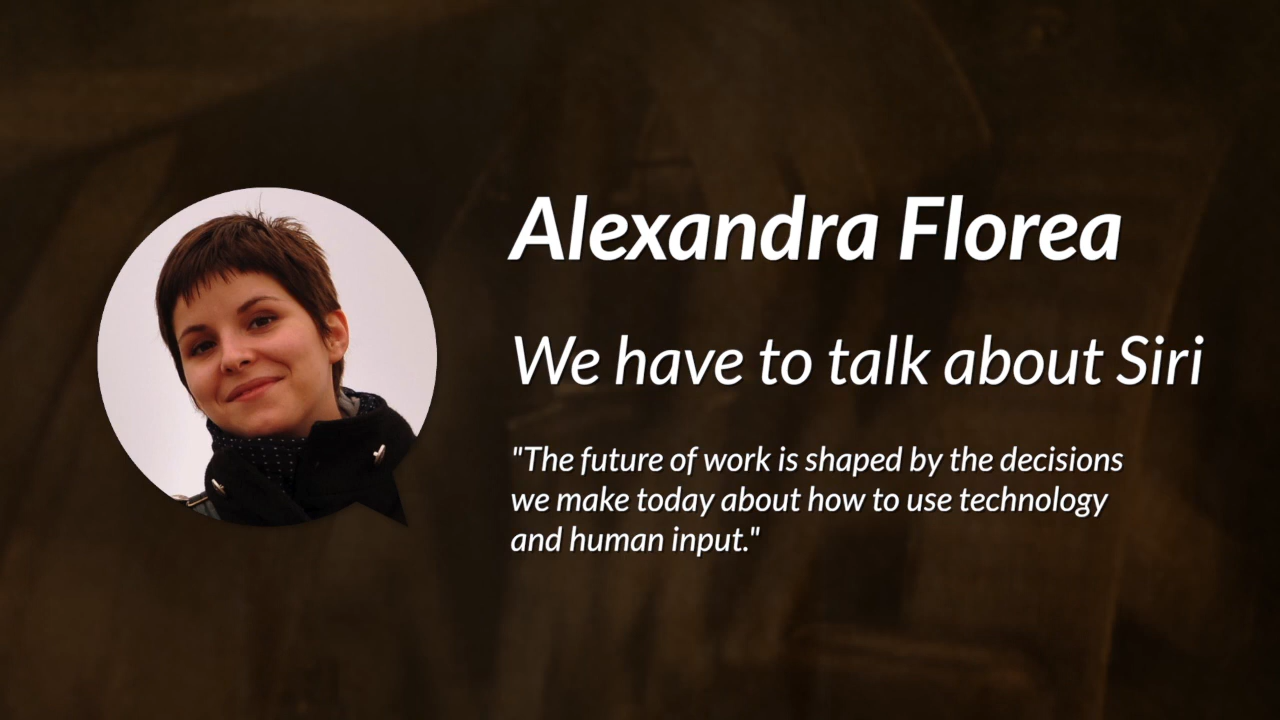 Alexandra Florea
We have to talk about Siri
"The future of work is shaped by the decisions
we make today about how to use technology
and human input."